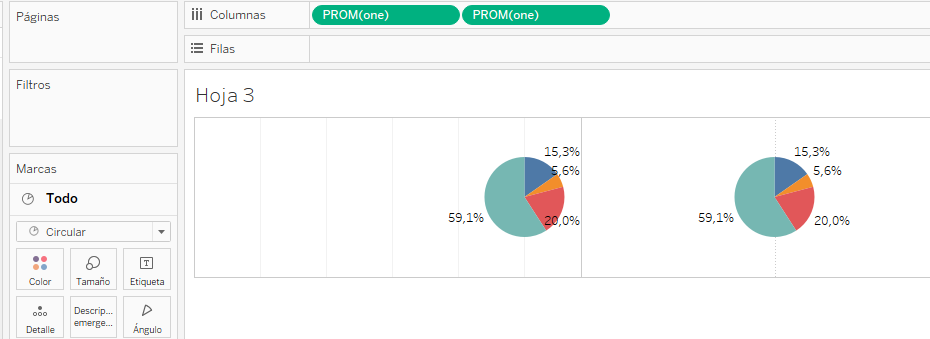 Páginas
Columnas
PROM(one)
PROM(one)
Filas
Filtros
Hoja 3
15,3%
5,6%
59,1%
20,0%
15,3%
5,6%
59,1%
20,0%
Marcas
Todo
Circular
Color
Tamaño
Etiqueta
Detalle
Descrip...
emerge...
Ángulo